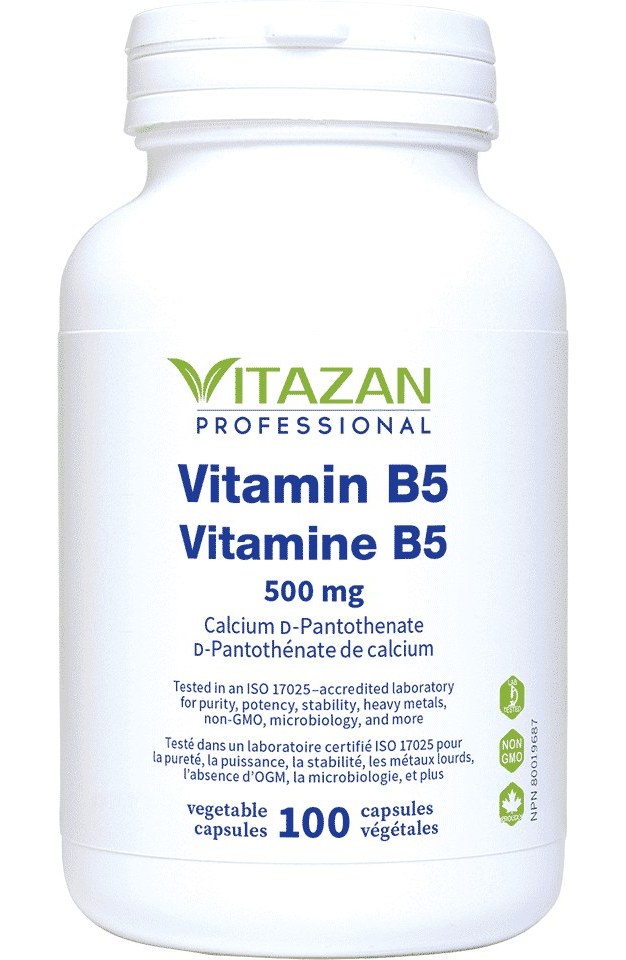 VITAZAN
PROFESSIONAL
Vitamin B5
Vitamine B5
500 mg
Calcium D-Pantothenate
D-Pantothénate de calcium
Tested in an ISO 17025–accredited laboratory
for purity, potency, stability, heavy metals,
non-GMO, microbiology, and more
Testé dans un laboratoire certifié ISO 17025 pour
la pureté, la puissance, la stabilité, les métaux lourds,
l'absence d'OGM, la microbiologie, et plus
vegetable
capsules
100
capsules
végétales
LAB
TESTED
NON
GMO
PROUDLY
NPN 80019687